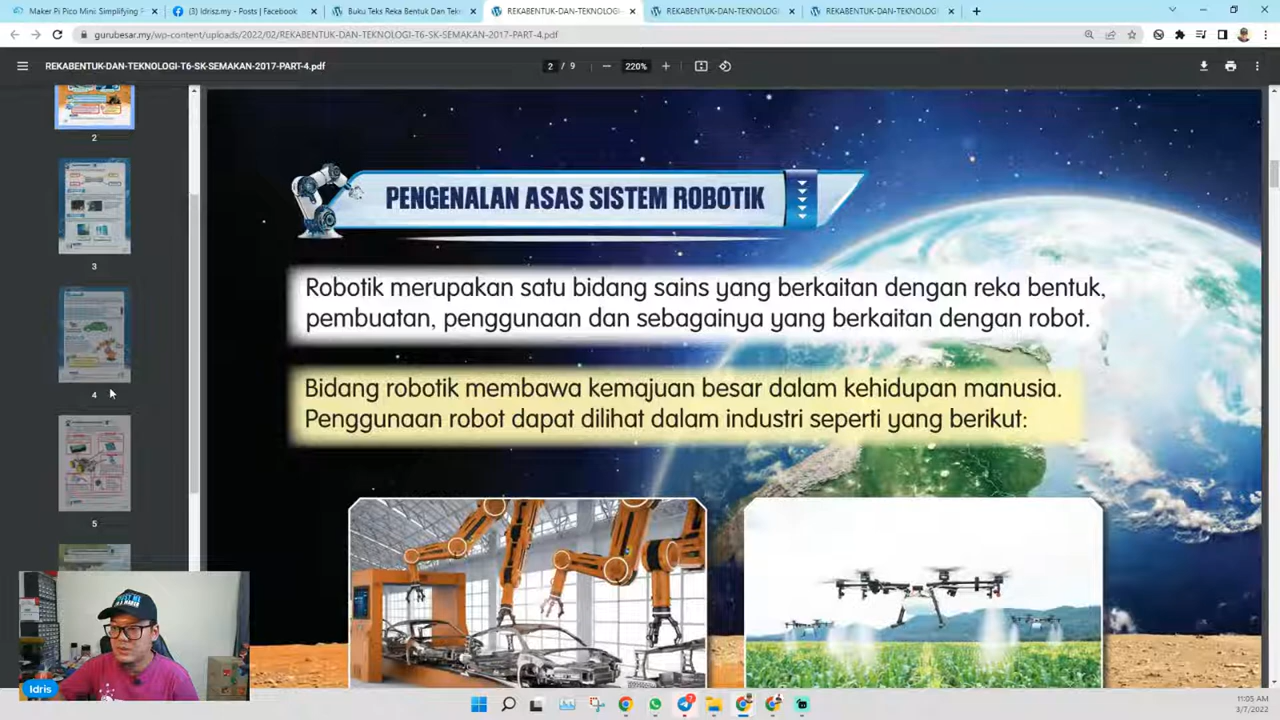 Maker Pi Pico Mini: Simplifying P
(3) Idrisz.my - Posts | Facebook
Buku Teks Reka Bentuk Dan Tekn
REKABENTUK-DAN-TEKNOLOGI-T6
REKABENTUK-DAN-TEKNOLOGI-
REKABENTUK-DAN-TEKNOLOGI-
gurubesar.my/wp-content/uploads/2022/02/REKABENTUK-DAN-TEKNOLOGI-T6-SK-SEMAKAN-2017-PART-4.pdf
REKABENTUK-DAN-TEKNOLOGI-T6-SK-SEMAKAN-2017-PART-4.pdf
2 / 9
220%
2
3
4
5
PENGENALAN ASAS SISTEM ROBOTIK
Robotik merupakan satu bidang sains yang berkaitan dengan reka bentuk,
pembuatan, penggunaan dan sebagainya yang berkaitan dengan robot.
Bidang robotik membawa kemajuan besar dalam kehidupan manusia.
Penggunaan robot dapat dilihat dalam industri seperti yang berikut:
Idris
11:05 AM
3/7/2022